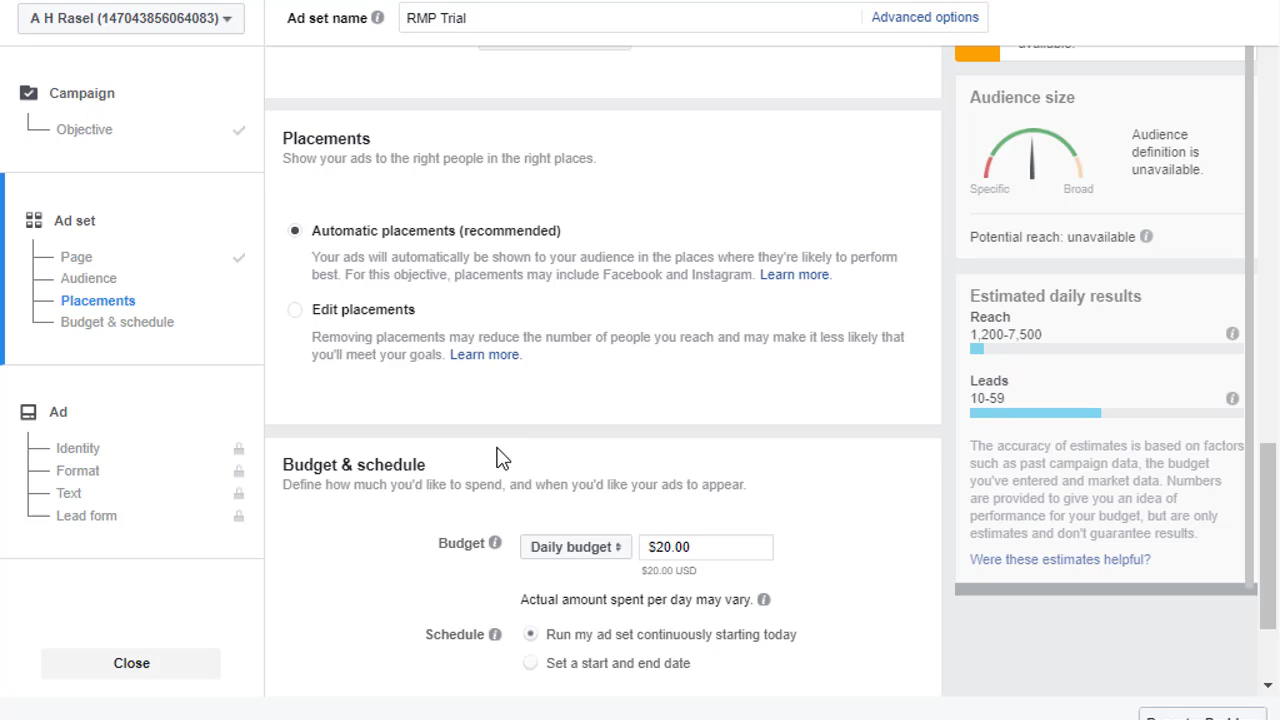 A H Rasel (147043856064083)
Ad set name
RMP Trial
Advanced options
Campaign
Objective
Ad set
Page
Audience
Placements
Budget & schedule
Ad
Identity
Format
Text
Lead form
Close
Placements
Show your ads to the right people in the right places.
Automatic placements (recommended)
Your ads will automatically be shown to your audience in the places where they're likely to perform
best. For this objective, placements may include Facebook and Instagram. Learn more.
Edit placements
Removing placements may reduce the number of people you reach and may make it less likely that
you'll meet your goals. Learn more.
Budget & schedule
Define how much you'd like to spend, and when you'd like your ads to appear.
Budget
Daily budget
$20.00
$20.00 USD
Actual amount spent per day may vary.
Schedule
Run my ad set continuously starting today
Set a start and end date
available.
Audience size
Audience
definition is
unavailable.
Specific
Broad
Potential reach: unavailable
Estimated daily results
Reach
1,200-7,500
Leads
10-59
The accuracy of estimates is based on factors
such as past campaign data, the budget
you've entered and market data. Numbers
are provided to give you an idea of
performance for your budget, but are only
estimates and don't guarantee results.
Were these estimates helpful?